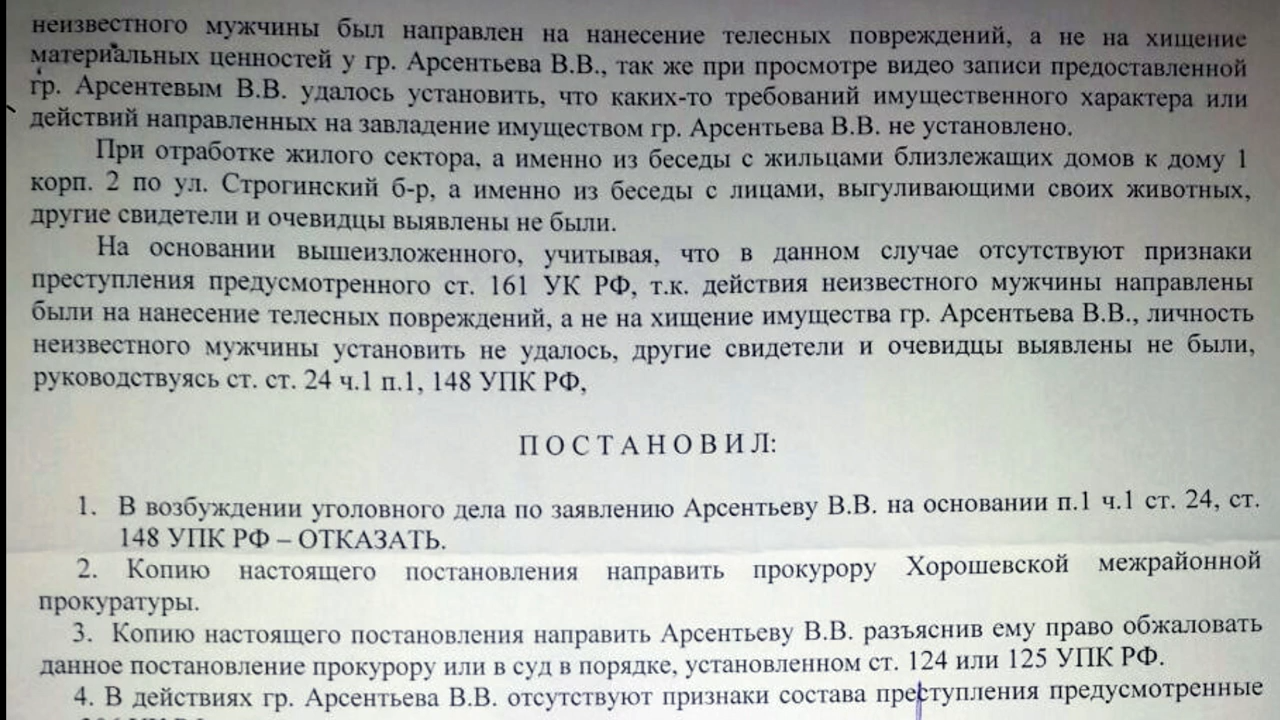 неизвестного мужчины был направлен на нанесение телесных повреждений, а не на хищение
материальных ценностей у гр. Арсентьева В.В., так же при просмотре видео записи предоставленной
гр. Арсентевым В.В. удалось установить, что каких-то требований имущественного характера или
действий направленных на завладение имуществом гр. Арсентьева В.В. не установлено.
При отработке жилого сектора, а именно из беседы с жильцами близлежащих домов к дому 1
корп. 2 по ул. Строгинский б-р, а именно из беседы с лицами, выгуливающими своих животных,
другие свидетели и очевидцы выявлены не были.
На основании вышеизложенного, учитывая, что в данном случае отсутствуют признаки
преступления предусмотренного ст. 161 УК РФ, т.к. действия неизвестного мужчины направлены
были на нанесение телесных повреждений, а не на хищение имущества гр. Арсентьева В.В., личность
неизвестного мужчины установить не удалось, другие свидетели и очевидцы выявлены не были,
руководствуясь ст. ст. 24 ч.1 п.1, 148 УПК РФ,
П О С Т А Н О В И Л:
1. В возбуждении уголовного дела по заявлению Арсентьеву В.В. на основании п.1 ч.1 ст. 24, ст.
148 УПК РФ – ОТКАЗАТЬ.
2. Копию настоящего постановления направить прокурору Хорошевской межрайонной
прокуратуры.
3. Копию настоящего постановления направить Арсентьеву В.В. разъяснив ему право обжаловать
данное постановление прокурору или в суд в порядке, установленном ст. 124 или 125 УПК РФ.
4. В действиях гр. Арсентьева В.В. отсутствуют признаки состава преступления предусмотренные